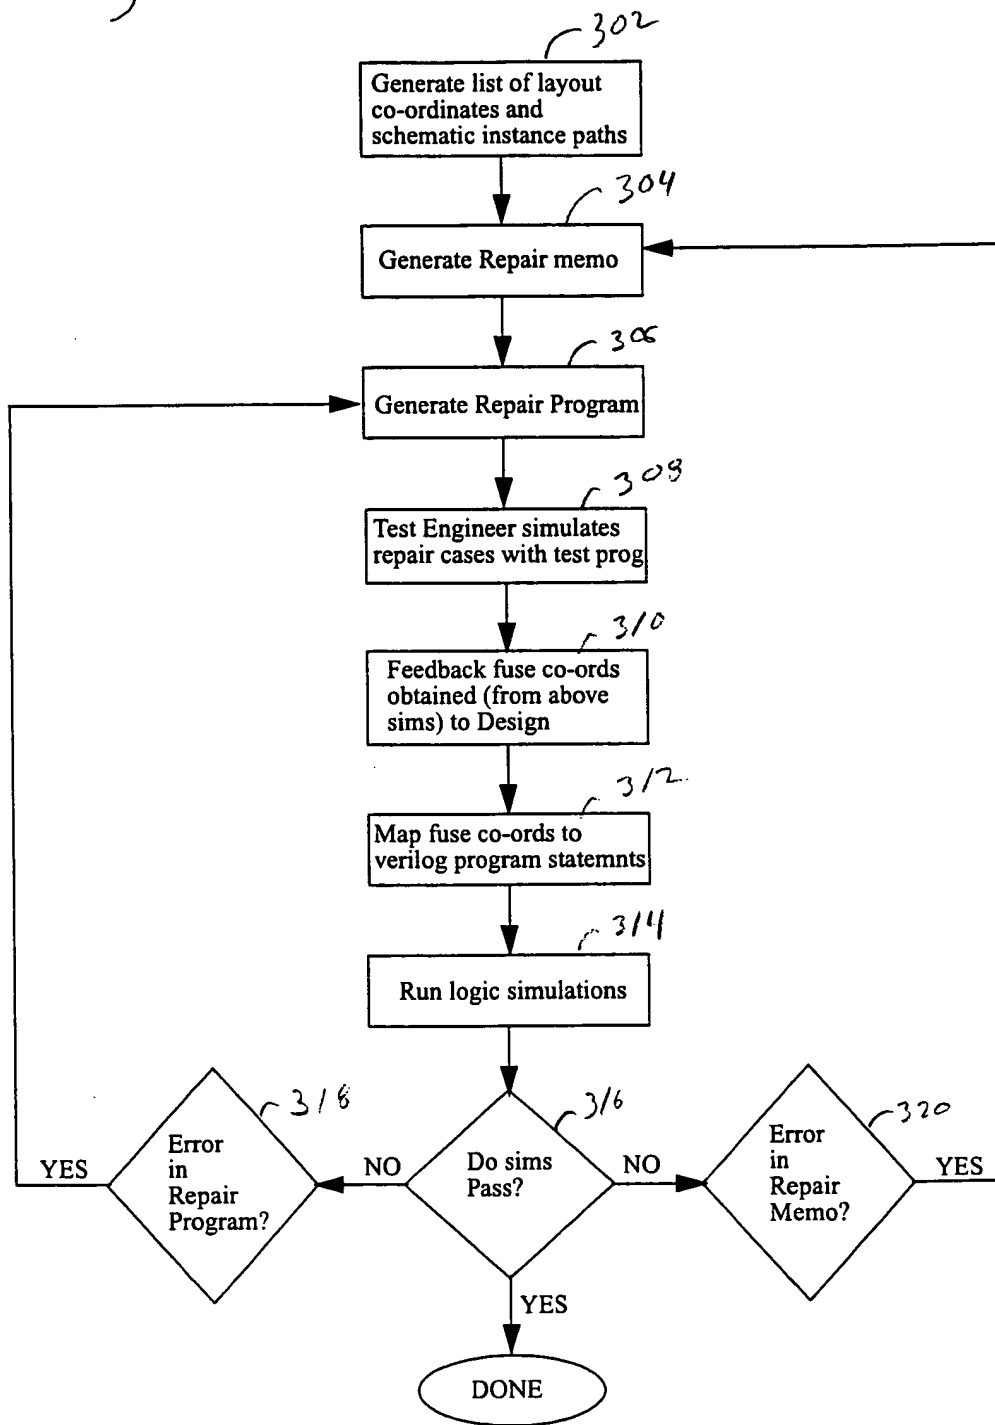 302
Generate list of layout
co-ordinates and
schematic instance paths
304
Generate Repair memo
306
Generate Repair Program
308
Test Engineer simulates
repair cases with test prog
310
Feedback fuse co-ords
obtained (from above
sims) to Design
312
Map fuse co-ords to
verilog program statemnts
314
Run logic simulations
318
Error
in
Repair
Program?
YES
NO
316
Do sims
Pass?
NO
320
Error
in
Repair
Memo?
YES
YES
DONE